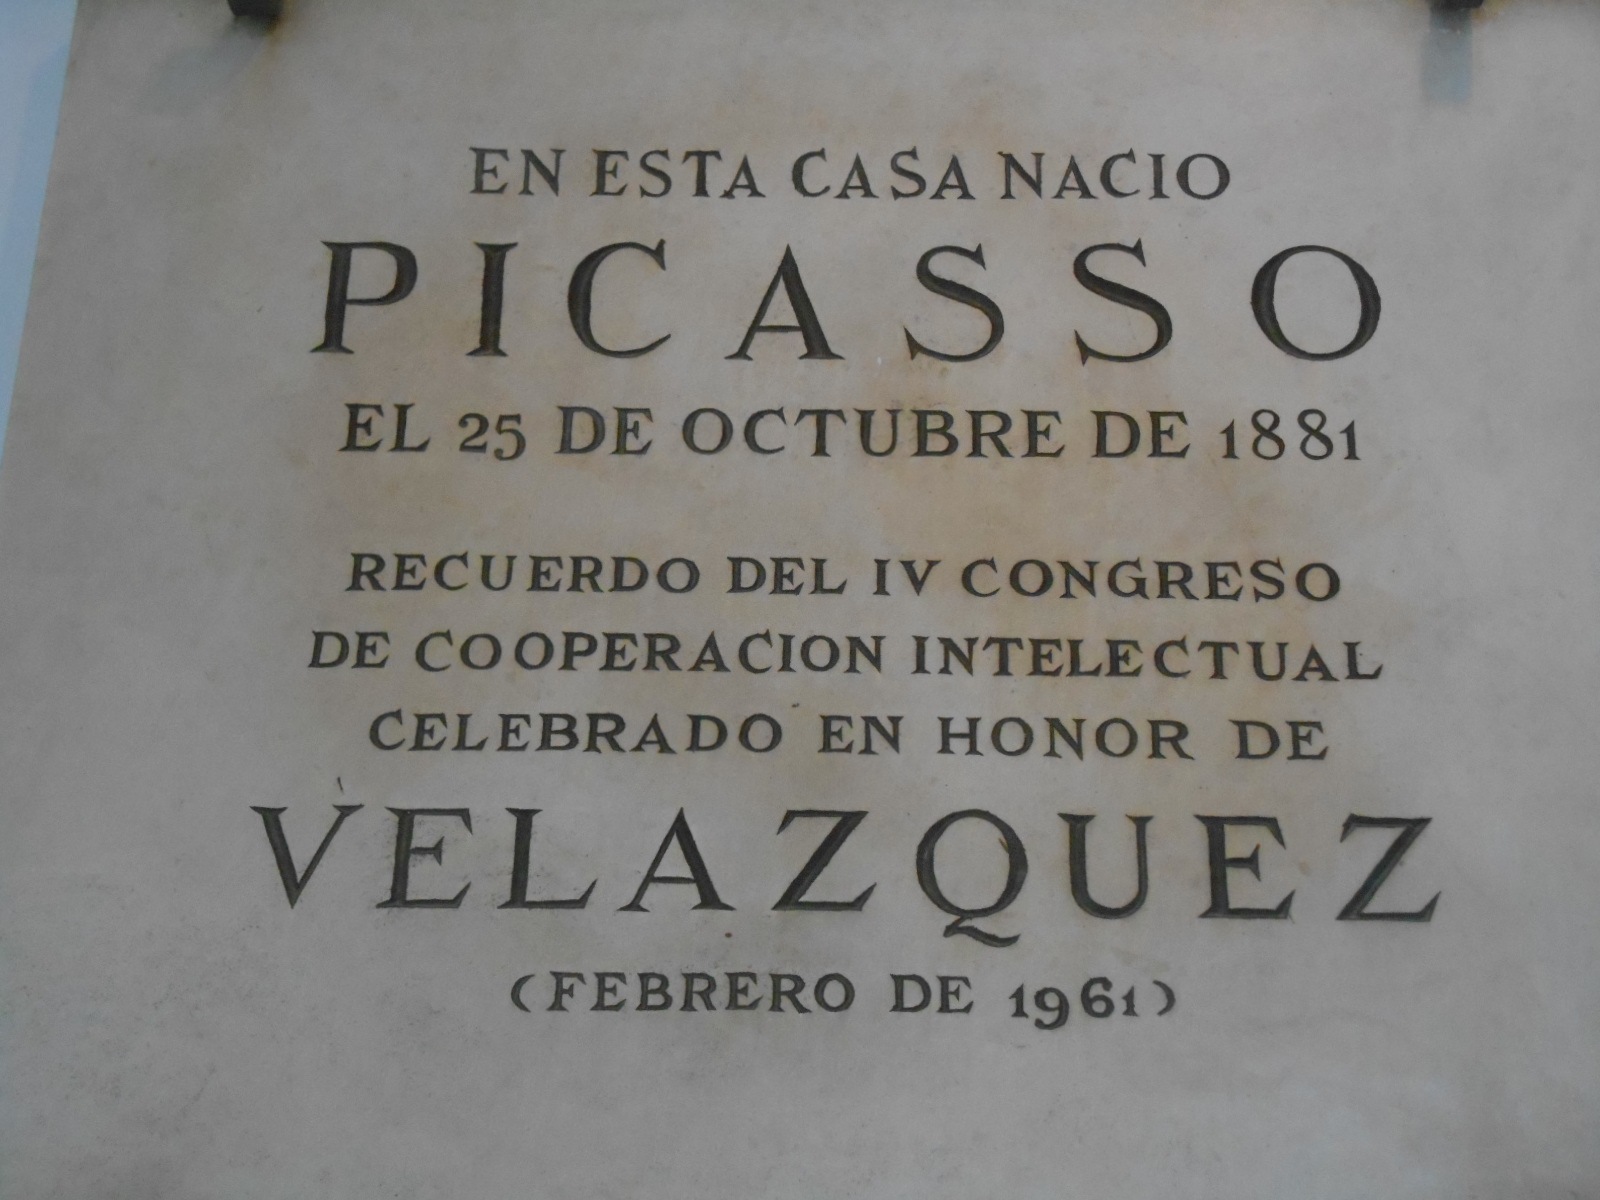 EN ESTA CASA NACIO
PICASSO
EL 25 DE OCTUBRE DE 1881
RECUERDO DEL IV CONGRESO
DE COOPERACION INTELECTUAL
CELEBRADO EN HONOR DE
VELAZQUEZ
(FEBRERO DE 1961)